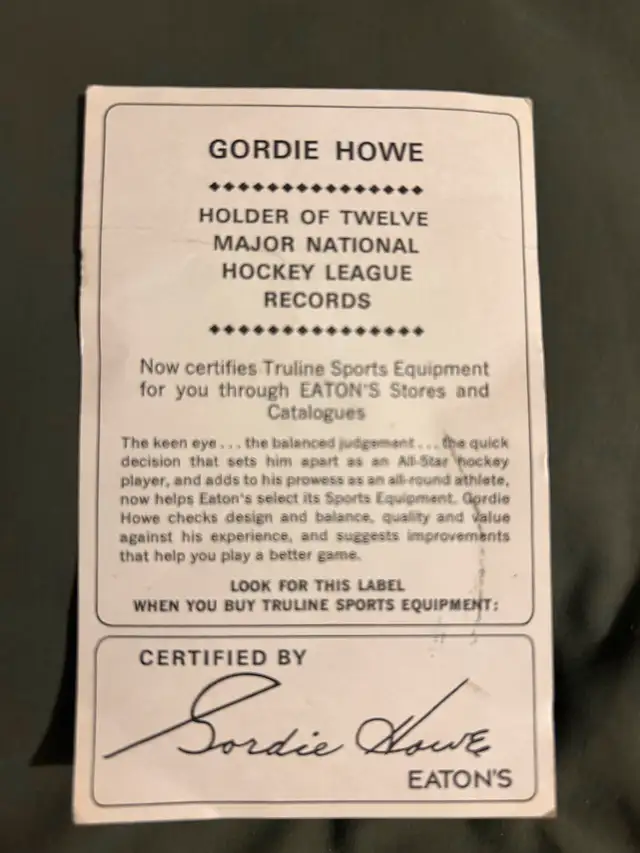 GORDIE HOWE
HOLDER OF TWELVE
MAJOR NATIONAL
HOCKEY LEAGUE
RECORDS
Now certifies Truline Sports Equipment
for you through EATON'S Stores and
Catalogues
The keen eye... the balanced judgement... the quick
decision that sets him apart as an All-Star hockey
player, and adds to his prowess as an all-round athlete,
now helps Eaton's select its Sports Equipment. Gordie
Howe checks design and balance, quality and value
against his experience, and suggests improvements
that help you play a better game.
LOOK FOR THIS LABEL
WHEN YOU BUY TRULINE SPORTS EQUIPMENT:
CERTIFIED BY
Gordie Howe
EATON'S